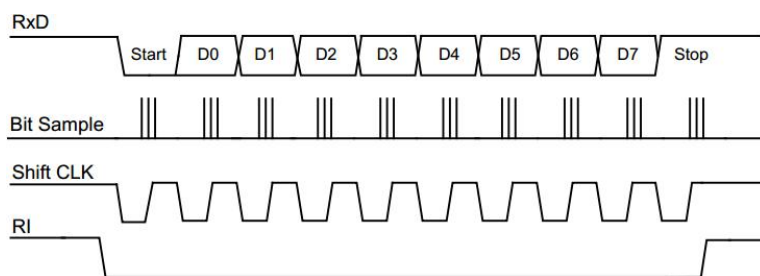 RxD
Start D0 D1 D2 D3 D4 D5 D6 D7 Stop
Bit Sample
Shift CLK
RI